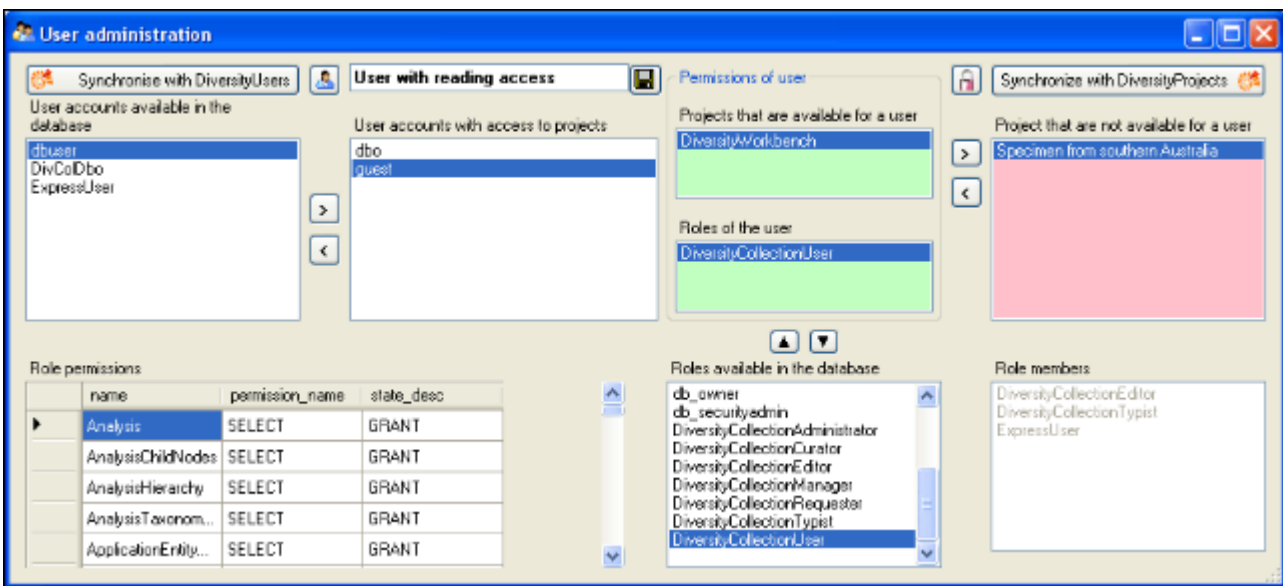 User administration
Synchronise with DiversityUsers
User with reading access
Permissions of user
Synchronize with DiversityProjects
User accounts available in the
database
dbuser
DivColDbo
ExpressUser
>
<
User accounts with access to projects
dbo
guest
Projects that are available for a user
DiversityWorkbench
Roles of the user
DiversityCollectionUser
>
<
Project that are not available for a user
Specimen from southern Australia
Role permissions
name permission_name state_desc
Analysis SELECT GRANT
AnalysisChildNodes SELECT GRANT
AnalysisHierarchy SELECT GRANT
AnalysisTaxonom... SELECT GRANT
ApplicationEntity... SELECT GRANT
Roles available in the database
db_owner
db_securityadmin
DiversityCollectionAdministrator
DiversityCollectionCurator
DiversityCollectionEditor
DiversityCollectionManager
DiversityCollectionRequester
DiversityCollectionTypist
DiversityCollectionUser
Role members
DiversityCollectionEditor
DiversityCollectionTypist
ExpressUser